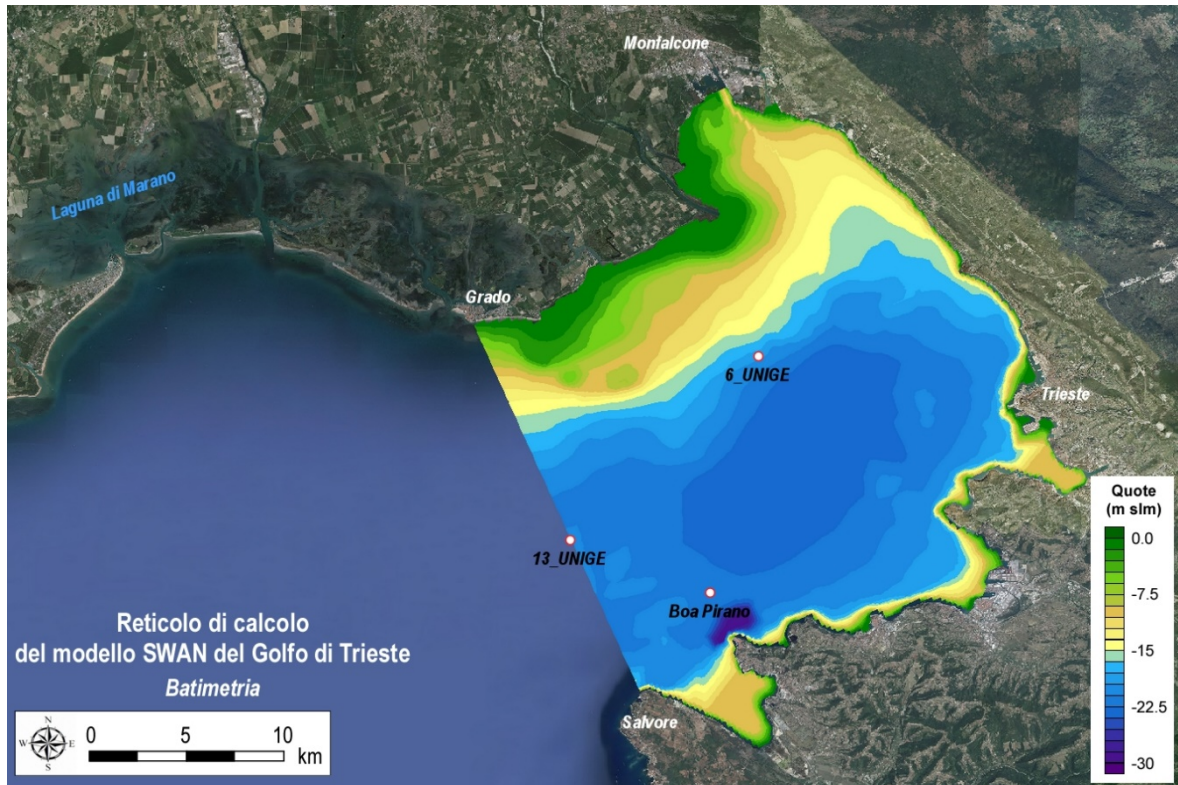 Monfalcone
Laguna di Marano
Grado
6_UNIGE
Trieste
13_UNIGE
Boa Pirano
Salvore
Reticolo di calcolo
del modello SWAN del Golfo di Trieste
Batimetria
N
W E
S
0 5 10
km
Quote
(m slm)
0.0
-7.5
-15
-22.5
-30